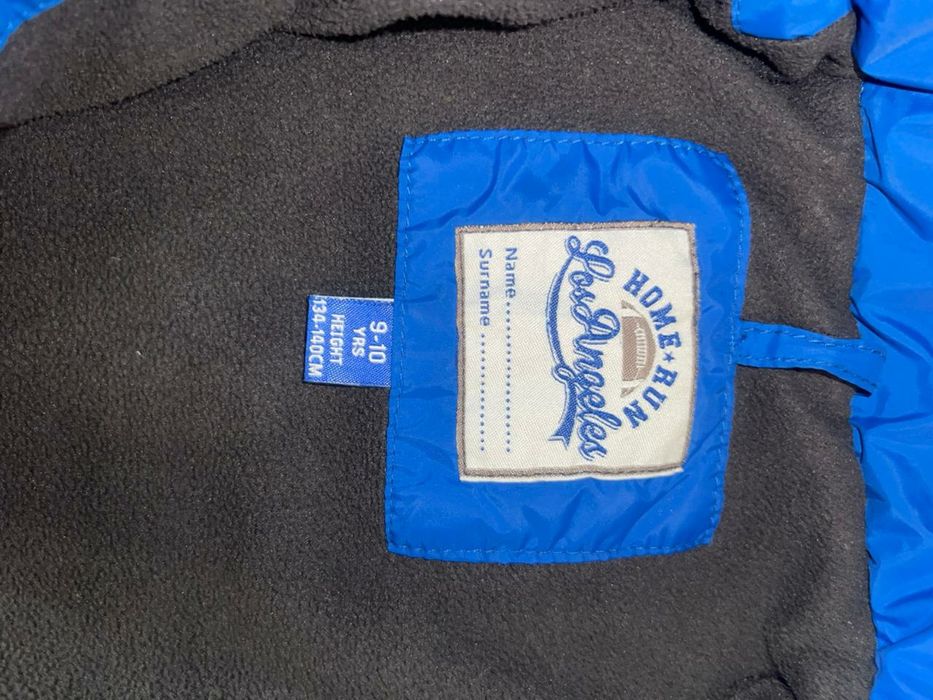 HOME★RUN
Los Angeles
Name..........
Surname..........
9-10
YRS
HEIGHT
134-140CM